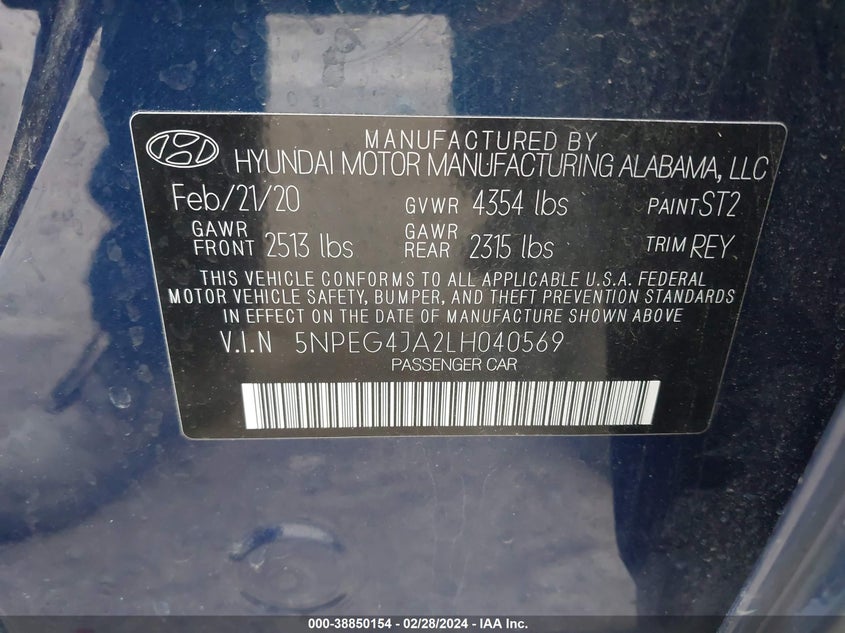 MANUFACTURED BY
HYUNDAI MOTOR MANUFACTURING ALABAMA, LLC
Feb/21/20 GVWR 4354 lbs PAINT ST2
GAWR FRONT 2513 lbs GAWR REAR 2315 lbs TRIM REY
THIS VEHICLE CONFORMS TO ALL APPLICABLE U.S.A. FEDERAL
MOTOR VEHICLE SAFETY, BUMPER, AND THEFT PREVENTION STANDARDS
IN EFFECT ON THE DATE OF MANUFACTURE SHOWN ABOVE
V.I.N 5NPEG4JA2LH040569
PASSENGER CAR
000-38850154 - 02/28/2024 - IAA Inc.